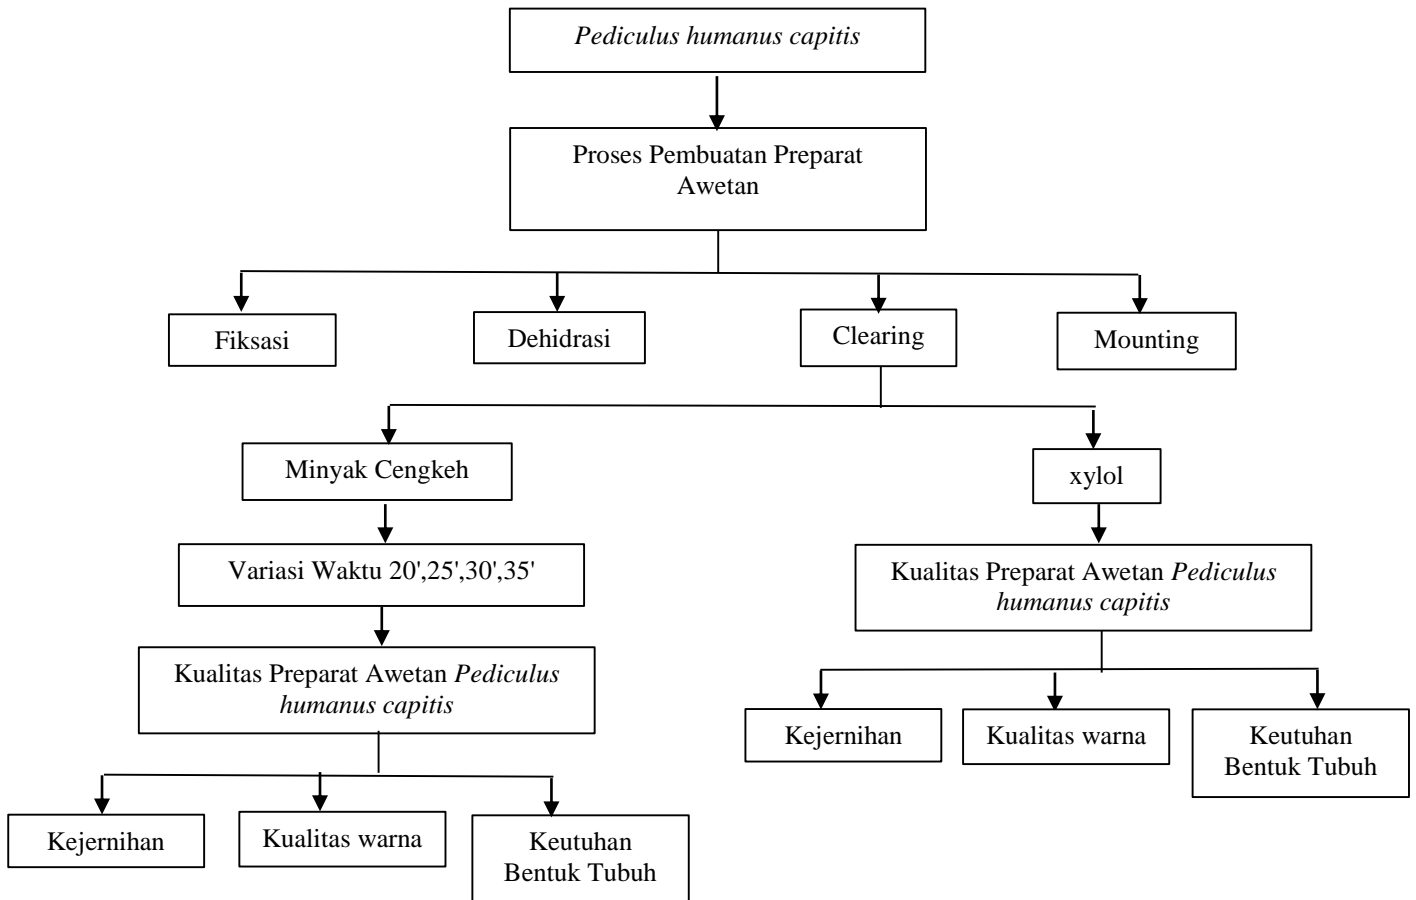 Pediculus humanus capitis
Proses Pembuatan Preparat
Awetan
Fiksasi
Dehidrasi
Clearing
Mounting
Minyak Cengkeh
xylol
Variasi Waktu 20',25',30',35'
Kualitas Preparat Awetan Pediculus
humanus capitis
Kualitas Preparat Awetan Pediculus
humanus capitis
Kejernihan
Kualitas warna
Keutuhan
Bentuk Tubuh
Kejernihan
Kualitas warna
Keutuhan
Bentuk Tubuh